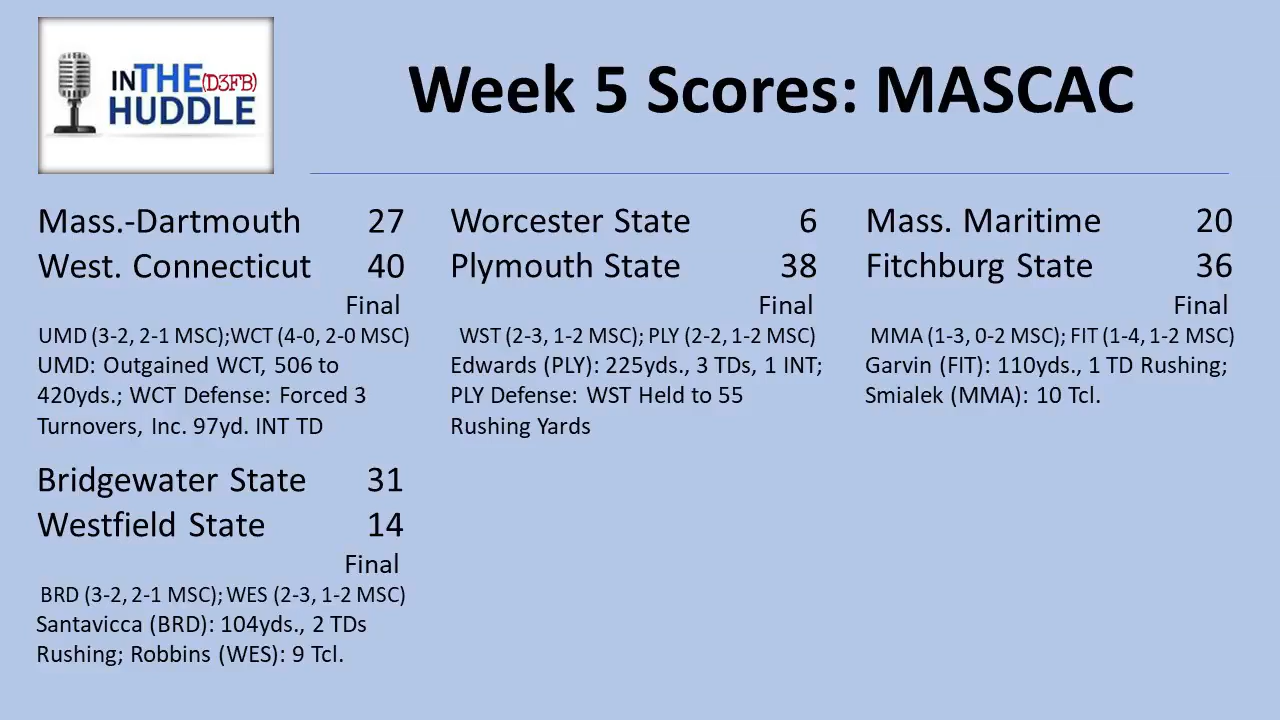 INTHE(D3FB)
HUDDLE
Week 5 Scores: MASCAC
Mass.-Dartmouth 27
West. Connecticut 40
Final
UMD (3-2, 2-1 MSC);WCT (4-0, 2-0 MSC)
UMD: Outgained WCT, 506 to
420yds.; WCT Defense: Forced 3
Turnovers, Inc. 97yd. INT TD
Worcester State 6
Plymouth State 38
Final
WST (2-3, 1-2 MSC); PLY (2-2, 1-2 MSC)
Edwards (PLY): 225yds., 3 TDs, 1 INT;
PLY Defense: WST Held to 55
Rushing Yards
Mass. Maritime 20
Fitchburg State 36
Final
MMA (1-3, 0-2 MSC); FIT (1-4, 1-2 MSC)
Garvin (FIT): 110yds., 1 TD Rushing;
Smialek (MMA): 10 Tcl.
Bridgewater State 31
Westfield State 14
Final
BRD (3-2, 2-1 MSC); WES (2-3, 1-2 MSC)
Santavicca (BRD): 104yds., 2 TDs
Rushing; Robbins (WES): 9 Tcl.